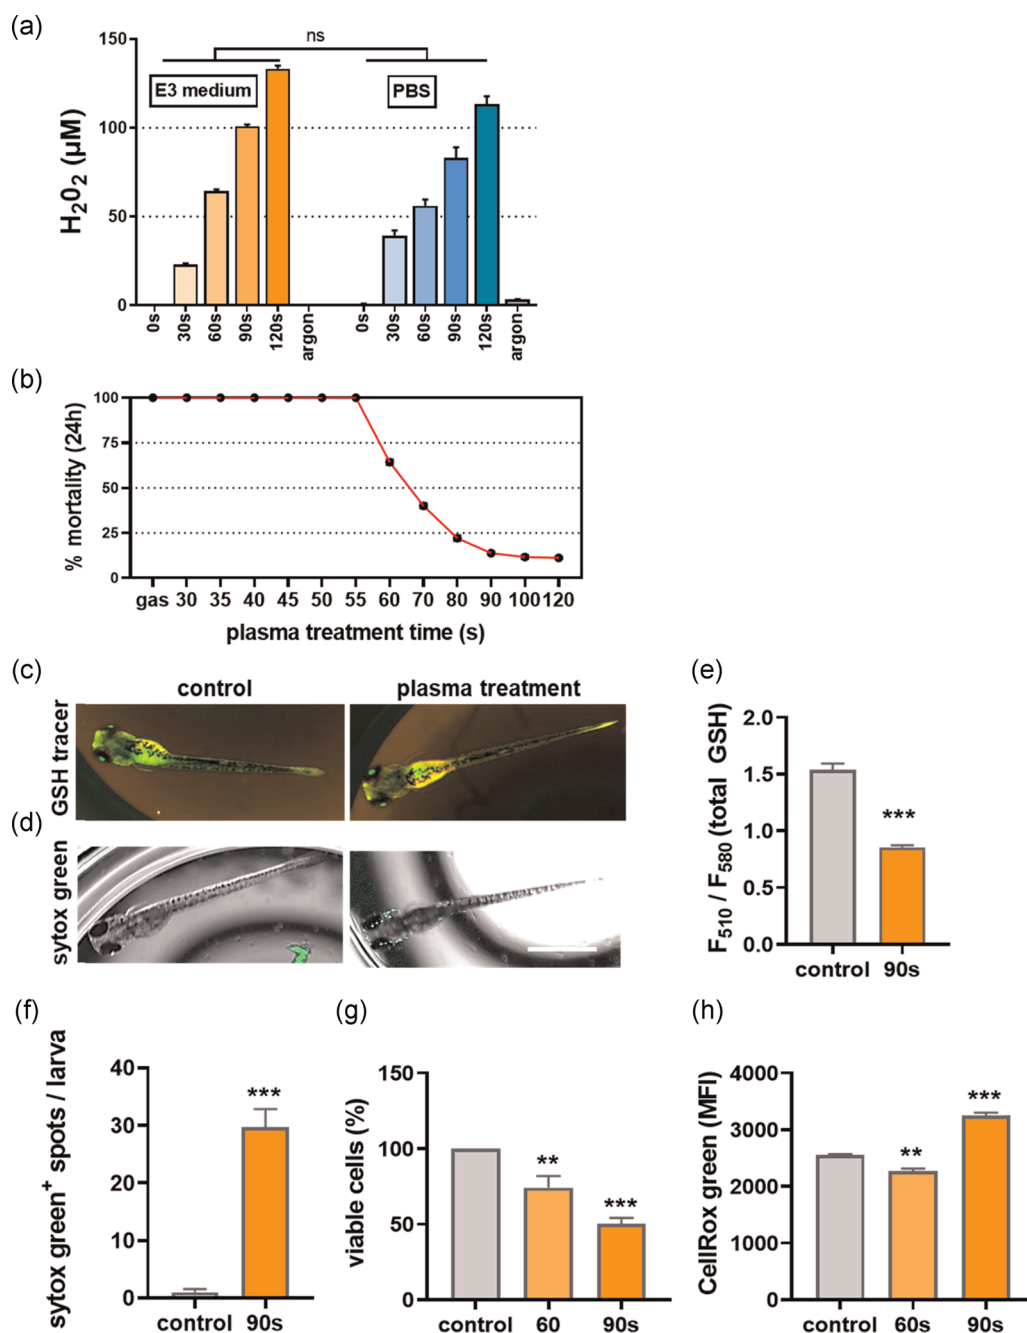 (a)
ns
E3 medium
PBS
H202 (µM)
150
100
50
0
0s 30s 60s 90s 120s argon 0s 30s 60s 90s 120s argon
(b)
% mortality (24h)
100
75
50
25
0
gas 30 35 40 45 50 55 60 70 80 90 100 120
plasma treatment time (s)
(c)
control
plasma treatment
GSH tracer
(d)
sytox green
(e)
F510 / F580 (total GSH)
2.0
1.5
1.0
0.5
0.0
***
control 90s
(f)
sytox green+ spots / larva
40
30
20
10
0
***
control 90s
(g)
viable cells (%)
150
100
50
0
**
***
control 60 90s
(h)
CellRox green (MFI)
4000
3000
2000
1000
0
**
***
control 60s 90s